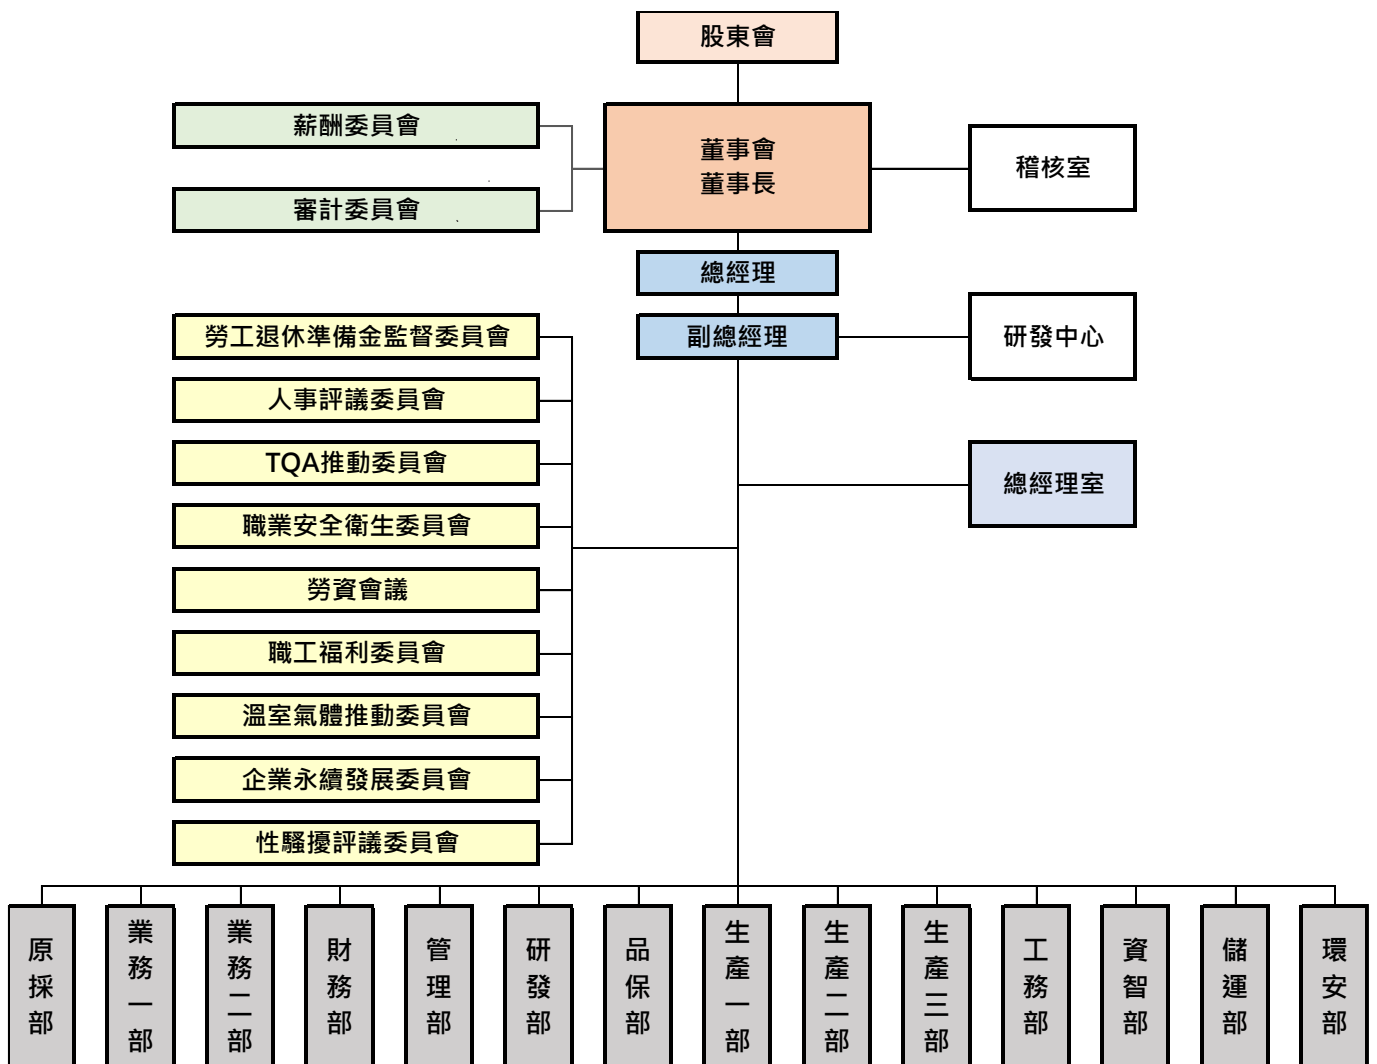 股東會
薪酬委員會
董事會
董事長
稽核室
審計委員會
總經理
副總經理
研發中心
總經理室
勞工退休準備金監督委員會
人事評議委員會
TQA推動委員會
職業安全衛生委員會
勞資會議
職工福利委員會
溫室氣體推動委員會
企業永續發展委員會
性騷擾評議委員會
原採部
業務一部
業務二部
財務部
管理部
研發部
品保部
生產一部
生產二部
生產三部
工務部
資智部
儲運部
環安部